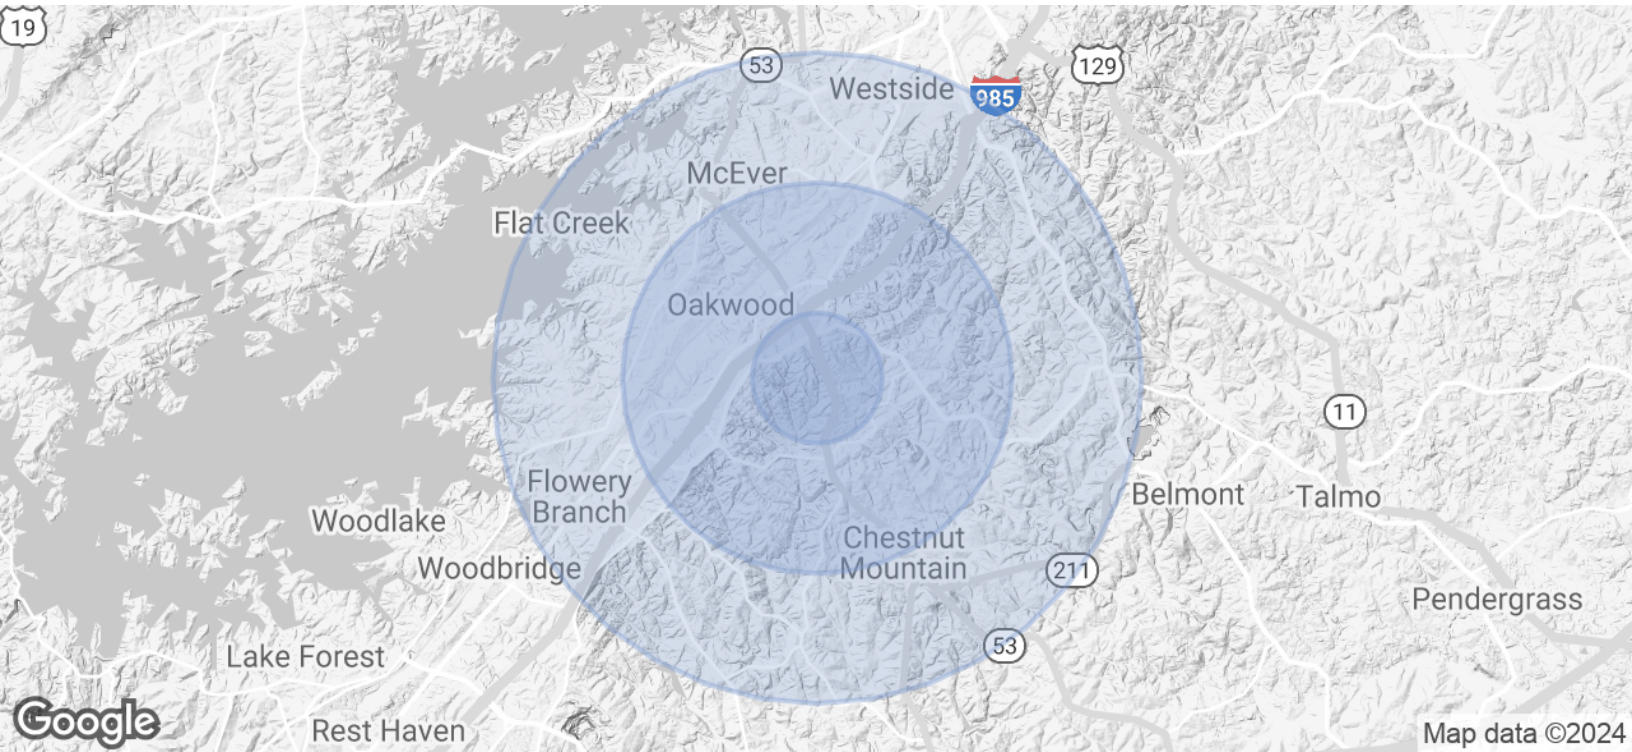 19
53
Westside
129
985
McEver
Flat Creek
Oakwood
11
Flowery
Branch
Belmont
Talmo
Woodlake
Chestnut
Mountain
Woodbridge
211
Pendergrass
53
Lake Forest
Google
Rest Haven
Map data ©2024